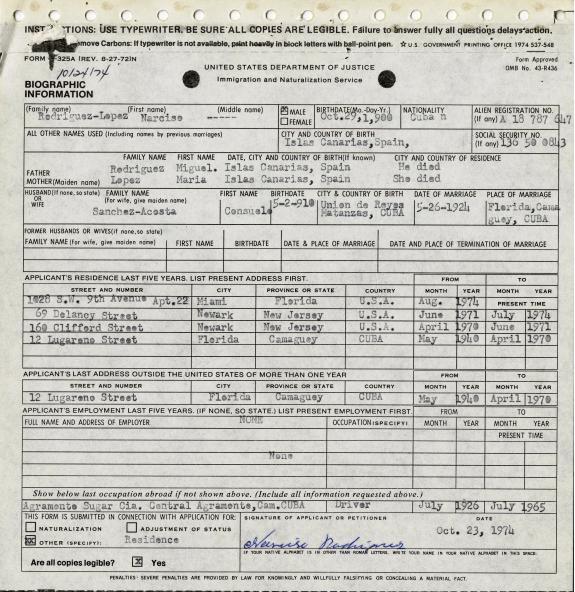 INST TIONS: USE TYPEWRITER. BE SURE ALL COPIES ARE LEGIBLE. Failure to answer fully all questions delays action.
emove Carbons: If typewriter is not available, print heavily in block letters with ball-point pen. ☆ U.S. GOVERNMENT PRINTING OFFICE 1974 537-548
FORM 325A (REV. 8-27-72)N
Form Approved
OMB No. 43-R436
10/24/74
UNITED STATES DEPARTMENT OF JUSTICE
Immigration and Naturalization Service
BIOGRAPHIC INFORMATION
(Family name) (First name) (Middle name) MALE FEMALE BIRTHDATE(Mo.-Day-Yr.) NATIONALITY ALIEN REGISTRATION NO.
Rodriguez-Lopez Narciso ----- Oct.29,1,900 Cuba n (If any) A 18 787 647
ALL OTHER NAMES USED (Including names by previous marriages) CITY AND COUNTRY OF BIRTH SOCIAL SECURITY NO.
Islas Canarias,Spain, (If any) 136 50 0843
FAMILY NAME FIRST NAME DATE, CITY AND COUNTRY OF BIRTH(If known) CITY AND COUNTRY OF RESIDENCE
FATHER Rodriguez Miguel. Islas Canarias, Spain He died
MOTHER(Maiden name) Lopez Maria Islas Canarias, Spain She died
HUSBAND(If none, so state) OR WIFE FAMILY NAME (For wife, give maiden name) FIRST NAME BIRTHDATE CITY & COUNTRY OF BIRTH DATE OF MARRIAGE PLACE OF MARRIAGE
Sanchez-Acosta Consuelo 5-2-910 Union de Reyes Matanzas, CUBA 5-26-1924 Florida,Cama guey, CUBA
FORMER HUSBANDS OR WIVES(if none,so state)
FAMILY NAME (For wife, give maiden name) FIRST NAME BIRTHDATE DATE & PLACE OF MARRIAGE DATE AND PLACE OF TERMINATION OF MARRIAGE
APPLICANT'S RESIDENCE LAST FIVE YEARS. LIST PRESENT ADDRESS FIRST. FROM TO
STREET AND NUMBER CITY PROVINCE OR STATE COUNTRY MONTH YEAR MONTH YEAR
1028 S.W. 9th Avenue Apt.22 Miami Florida U.S.A. Aug. 1974 PRESENT TIME
69 Delancy Street Newark New Jersey U.S.A. June 1971 July 1974
160 Clifford Street Newark New Jersey U.S.A. April 1970 June 1971
12 Lugareno Street Florida Camaguey CUBA May 1940 April 1970
APPLICANT'S LAST ADDRESS OUTSIDE THE UNITED STATES OF MORE THAN ONE YEAR FROM TO
STREET AND NUMBER CITY PROVINCE OR STATE COUNTRY MONTH YEAR MONTH YEAR
12 Lugareno Street Florida Camaguey CUBA May 1940 April 1970
APPLICANT'S EMPLOYMENT LAST FIVE YEARS. (IF NONE, SO STATE.) LIST PRESENT EMPLOYMENT FIRST. FROM TO
FULL NAME AND ADDRESS OF EMPLOYER NONE OCCUPATION(SPECIFY) MONTH YEAR MONTH YEAR
PRESENT TIME
None
Show below last occupation abroad if not shown above. (Include all information requested above.)
Agramente Sugar Cia. Central Agramente,Cam.CUBA Driver July 1926 July 1965
THIS FORM IS SUBMITTED IN CONNECTION WITH APPLICATION FOR: SIGNATURE OF APPLICANT OR PETITIONER DATE
NATURALIZATION ADJUSTMENT OF STATUS Oct. 23, 1974
OTHER (SPECIFY): Residence Narciso Rodriguez
IF YOUR NATIVE ALPHABET IS IN OTHER THAN ROMAN LETTERS, WRITE YOUR NAME IN YOUR NATIVE ALPHABET IN THIS SPACE:
Are all copies legible? X Yes
PENALTIES: SEVERE PENALTIES ARE PROVIDED BY LAW FOR KNOWINGLY AND WILLFULLY FALSIFYING OR CONCEALING A MATERIAL FACT.